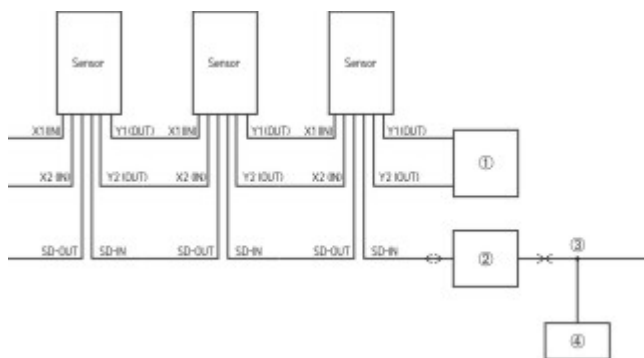 Sensor Sensor Sensor
X1(IN) Y1(OUT) X1(IN) Y1(OUT) X1(IN) Y1(OUT)
①
X2(IN) Y2(OUT) X2(IN) Y2(OUT) X2(IN) Y2(OUT)
SD-OUT SD-IN SD-OUT SD-IN SD-OUT SD-IN ② ③
④